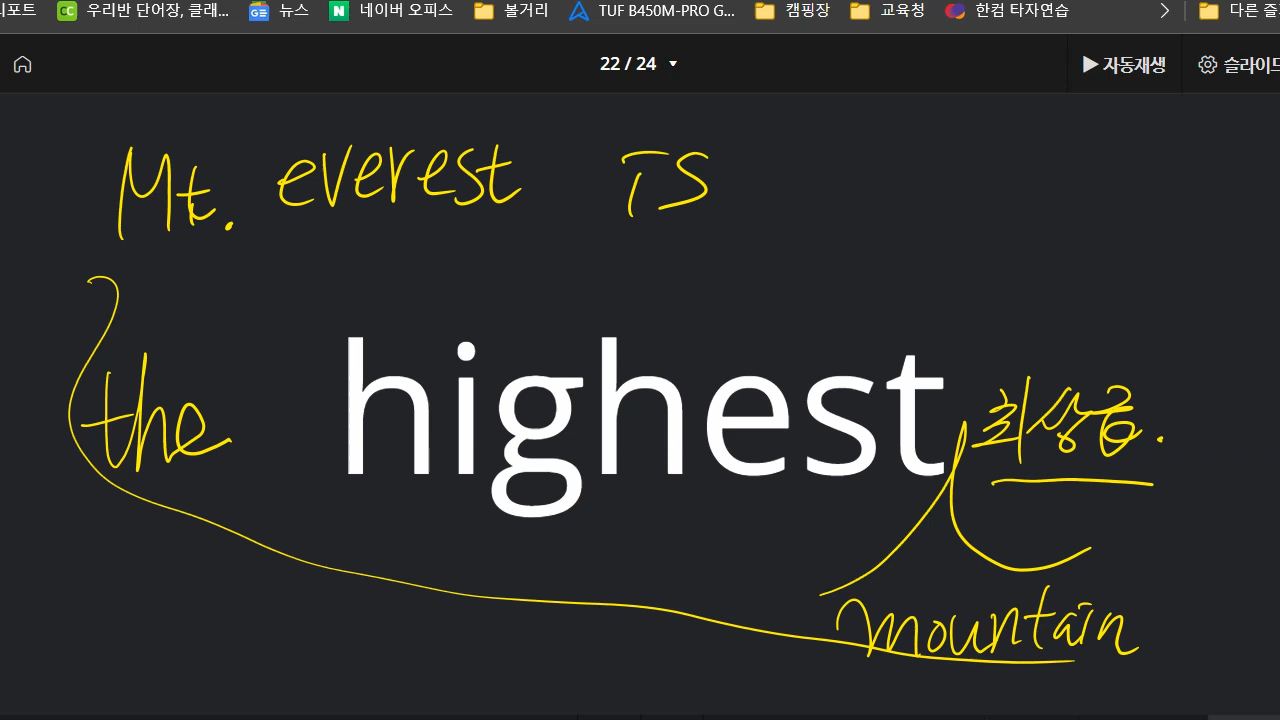 리포트 우리반 단어장, 클래... 뉴스 네이버 오피스 볼거리 TUF B450M-PRO G... 캠핑장 교육청 한컴 타자연습 다른 즐
22 / 24 자동재생 슬라이드
Mt. everest is
the highest 최상급.
mountain